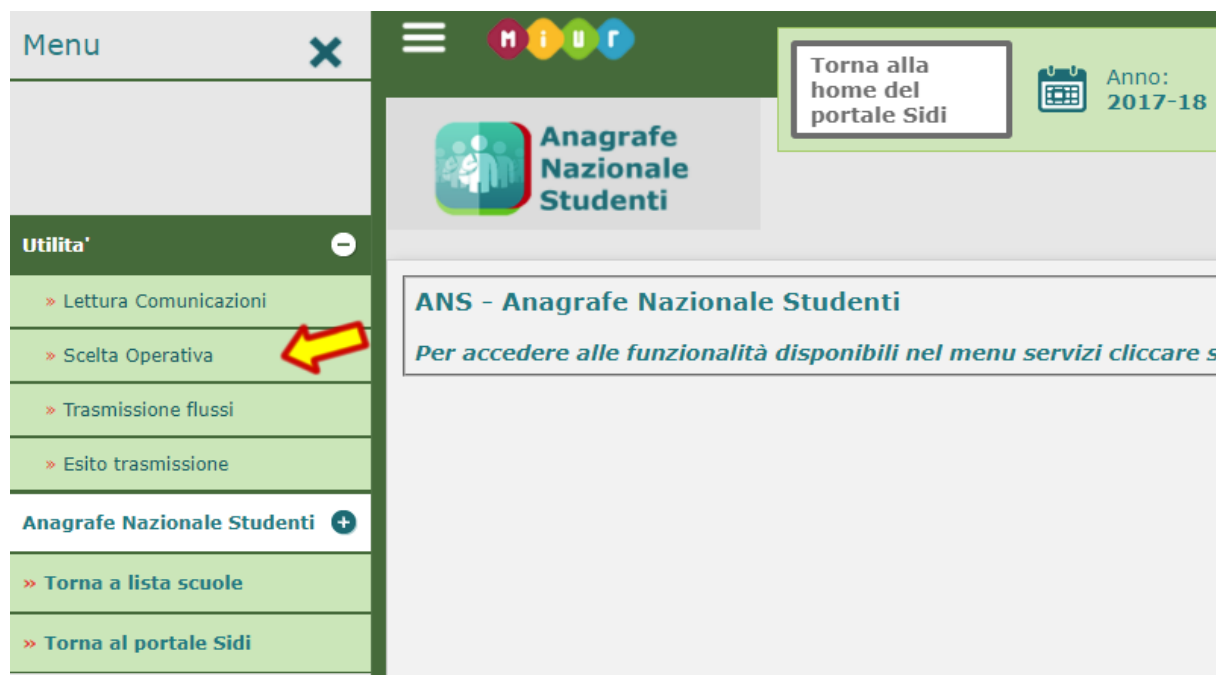 Menu
Utilita'
» Lettura Comunicazioni
» Scelta Operativa
» Trasmissione flussi
» Esito trasmissione
Anagrafe Nazionale Studenti
» Torna a lista scuole
» Torna al portale Sidi
MIUr
Torna alla
home del
portale Sidi
Anno:
2017-18
Anagrafe
Nazionale
Studenti
ANS - Anagrafe Nazionale Studenti
Per accedere alle funzionalità disponibili nel menu servizi cliccare s